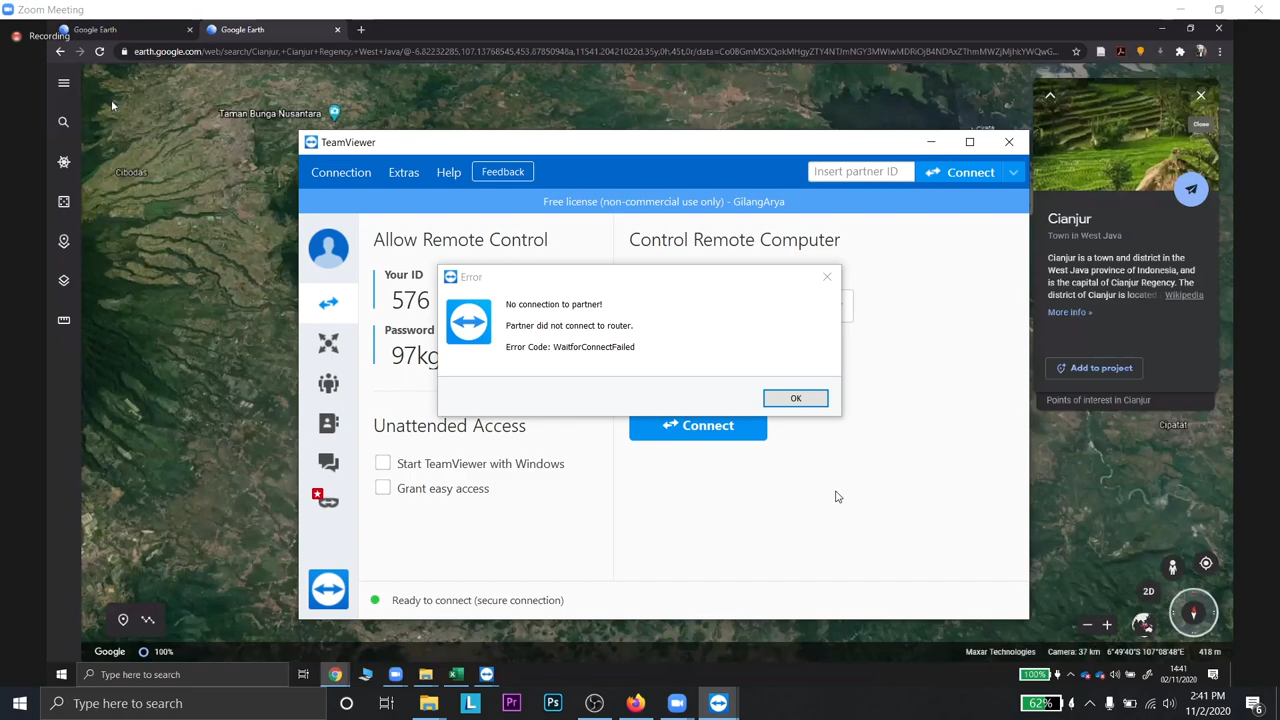 Zoom Meeting
Recording
Google Earth
Google Earth
earth.google.com/web/search/Cianjur,+Cianjur+Regency,+West+Java/@-6.82232285,107.13768545,453.87850948a,11541.20421022d,35y,0h,45t,0r/data=
Taman Bunga Nusantara
Cibodas
TeamViewer
Connection
Extras
Help
Feedback
Insert partner ID
Connect
Free license (non-commercial use only) - GilangArya
Allow Remote Control
Control Remote Computer
Your ID
576
Password
97kg
Error
No connection to partner!
Partner did not connect to router.
Error Code: WaitforConnectFailed
OK
Connect
Unattended Access
Start TeamViewer with Windows
Grant easy access
Ready to connect (secure connection)
Close
Cianjur
Town in West Java
Cianjur is a town and district in the
West Java province of Indonesia, and
is the capital of Cianjur Regency. The
district of Cianjur is located Wikipedia
More info »
Add to project
Points of interest in Cianjur
Cipatat
2D
Google
100%
Maxar Technologies
Camera: 37 km
6°49'40"S 107°08'48"E
418 m
Type here to search
100%
14:41
02/11/2020
Type here to search
62%
2:41 PM
11/2/2020
6